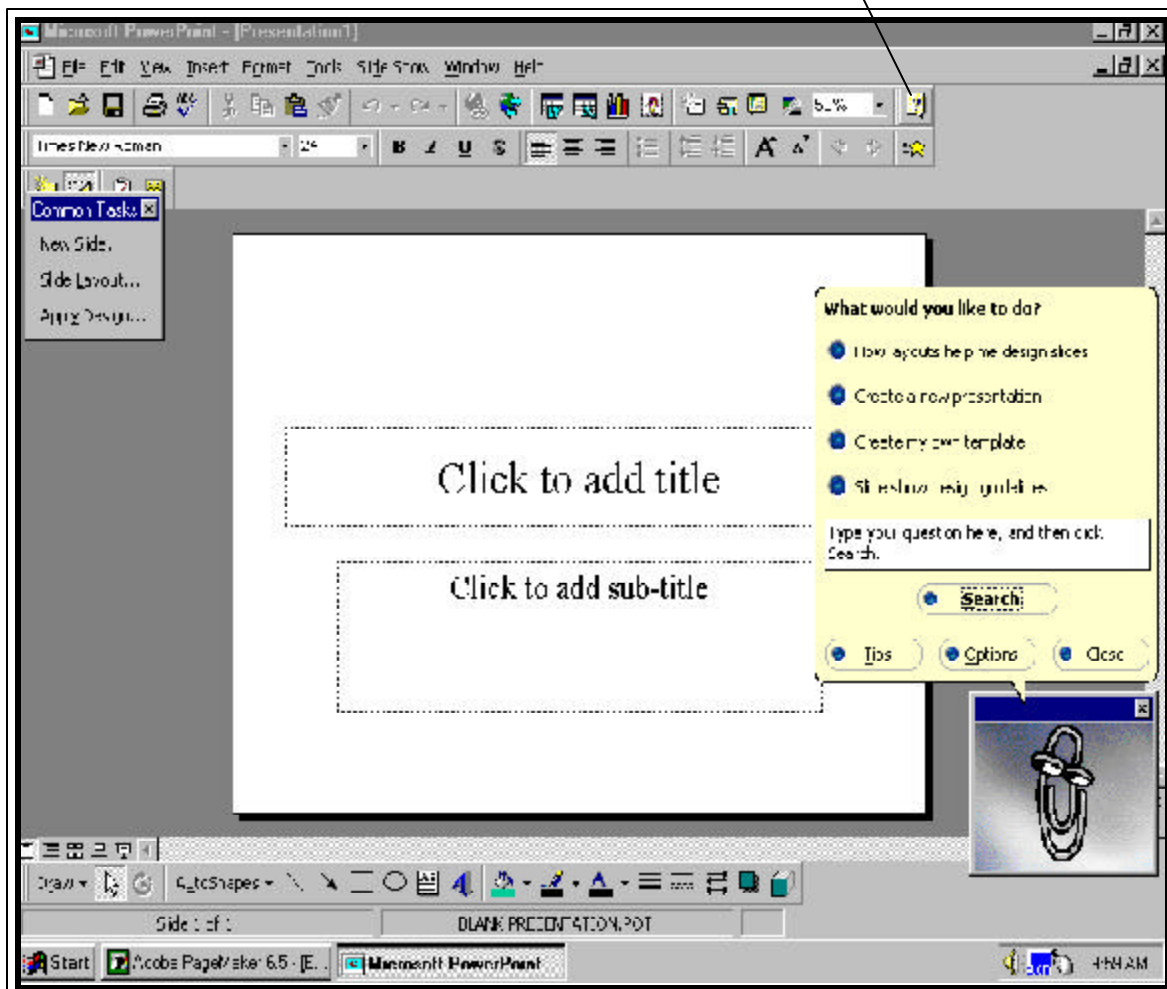 Microsoft PowerPoint - [Presentation1]
File Edit View Insert Format Tools Slide Show Window Help
Times New Roman 24 B I U S
Common Tasks
New Slide...
Slide Layout...
Apply Design...
Click to add title
Click to add sub-title
What would you like to do?
How layouts help me design slides
Create a new presentation
Create my own template
Slide show design guidelines
Type your question here, and then click
Search.
Search
Tips Options Close
Draw AutoShapes
Slide 1 of 1 BLANK PRESENTATION.POT
Start Adobe PageMaker 6.5 - [E... Microsoft PowerPoint